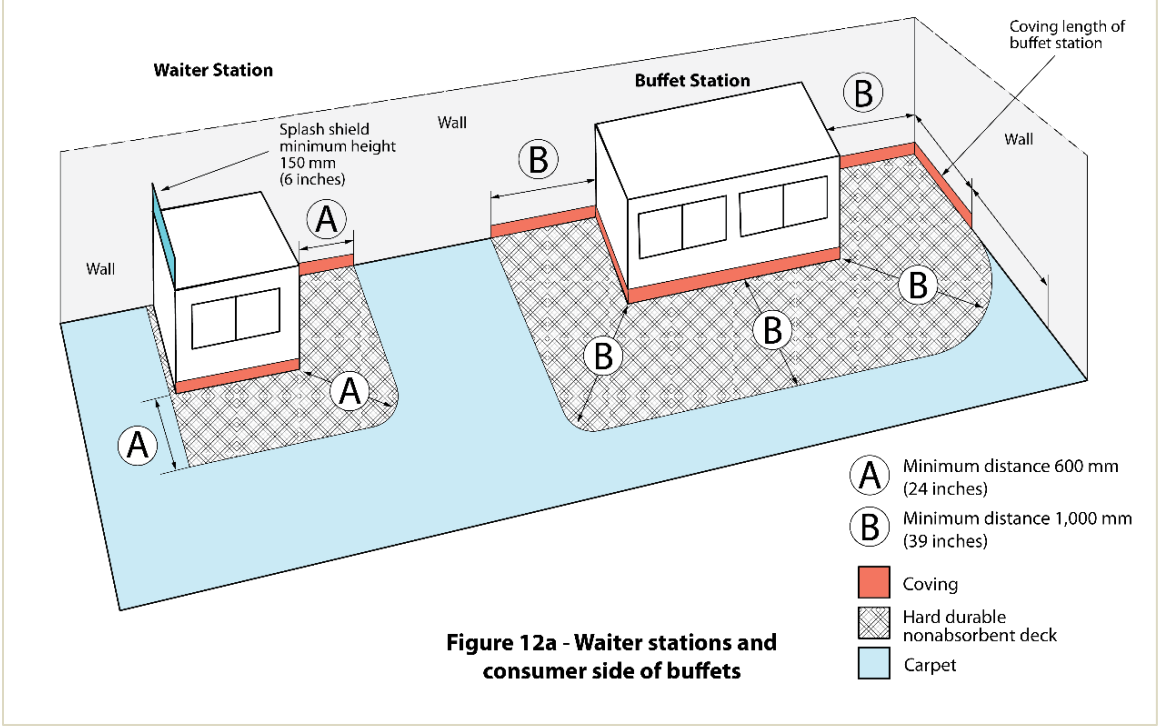 Coving length of
buffet station
Waiter Station
Buffet Station
B
Wall
Splash shield
minimum height
150 mm
(6 inches)
Wall
B
A
Wall
B
B
B
A
A
A
Minimum distance 600 mm
(24 inches)
B
Minimum distance 1,000 mm
(39 inches)
Coving
Hard durable
nonabsorbent deck
Carpet
Figure 12a - Waiter stations and
consumer side of buffets